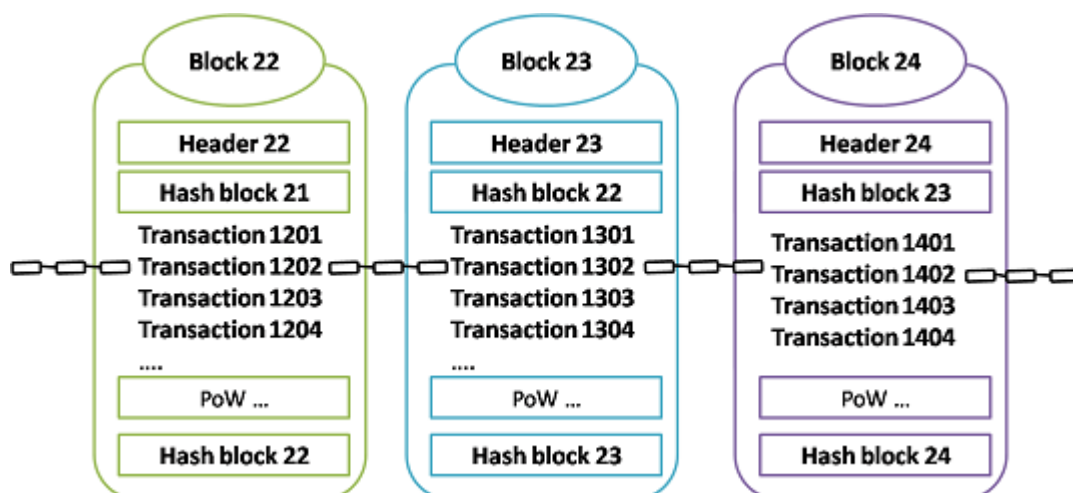 Block 22
Header 22
Hash block 21
Transaction 1201
Transaction 1202
Transaction 1203
Transaction 1204
....
PoW ...
Hash block 22
Block 23
Header 23
Hash block 22
Transaction 1301
Transaction 1302
Transaction 1303
Transaction 1304
....
PoW ...
Hash block 23
Block 24
Header 24
Hash block 23
Transaction 1401
Transaction 1402
Transaction 1403
Transaction 1404
PoW ...
Hash block 24